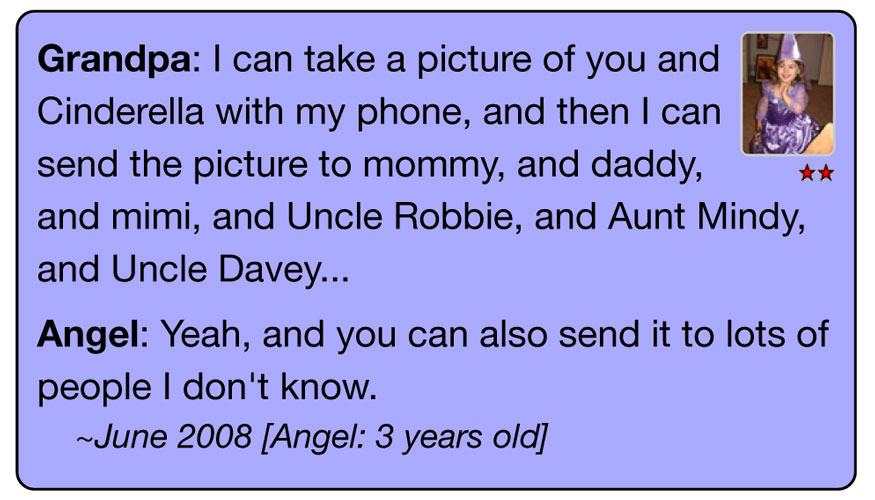 Grandpa: I can take a picture of you and
Cinderella with my phone, and then I can
send the picture to mommy, and daddy,
and mimi, and Uncle Robbie, and Aunt Mindy,
and Uncle Davey...
Angel: Yeah, and you can also send it to lots of
people I don't know.
~June 2008 [Angel: 3 years old]